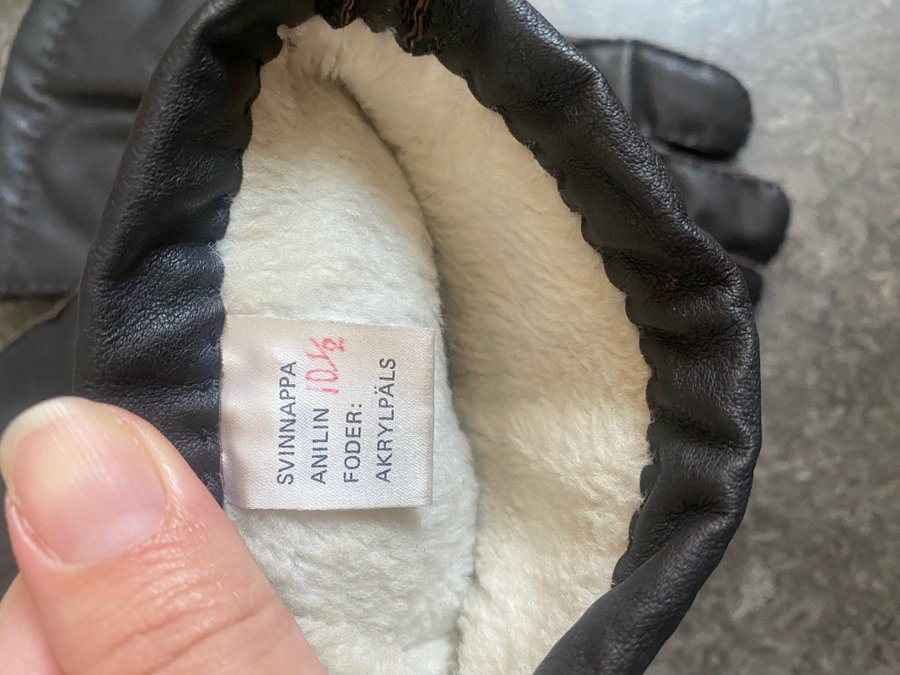 SVINNAPPA
ANILIN 10½
FODER:
AKRYLPÄLS